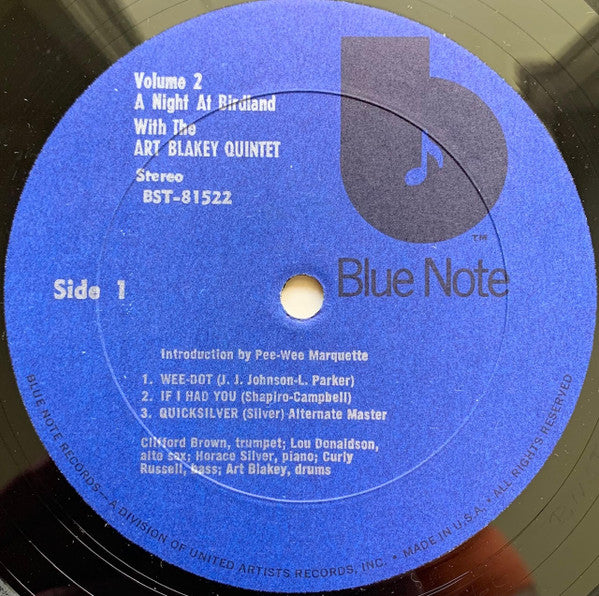 Volume 2
A Night At Birdland
With The
ART BLAKEY QUINTET
Stereo
BST-81522
TM
Blue Note
Side 1
Introduction by Pee-Wee Marquette
1. WEE-DOT (J. J. Johnson-L. Parker)
2. IF I HAD YOU (Shapiro-Campbell)
3. QUICKSILVER (Silver) Alternate Master
Clifford Brown, trumpet; Lou Donaldson,
alto sax; Horace Silver, piano; Curly
Russell, bass; Art Blakey, drums
BLUE NOTE RECORDS—A DIVISION OF UNITED ARTISTS RECORDS, INC. • MADE IN U.S.A. • ALL RIGHTS RESERVED